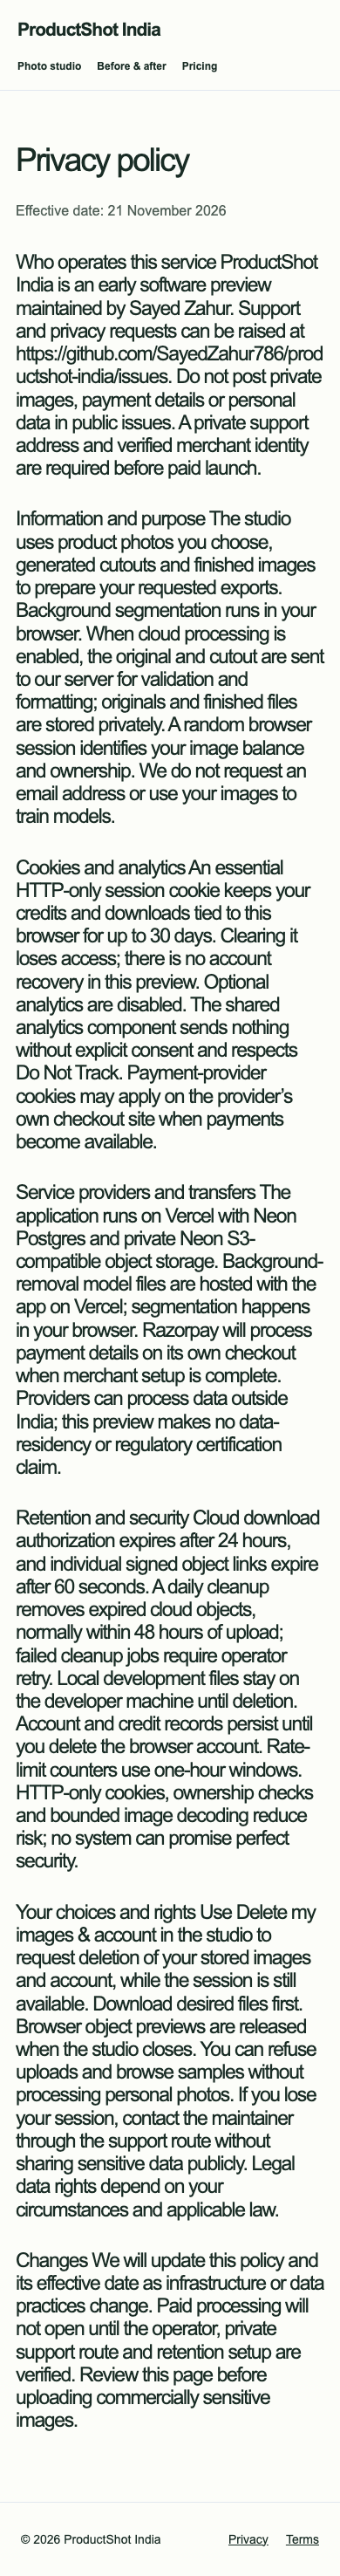 ProductShot India
Photo studio Before & after Pricing
Privacy policy
Effective date: 21 November 2026
Who operates this service ProductShot
India is an early software preview
maintained by Sayed Zahur. Support
and privacy requests can be raised at
https://github.com/SayedZahur786/prod
uctshot-india/issues. Do not post private
images, payment details or personal
data in public issues. A private support
address and verified merchant identity
are required before paid launch.
Information and purpose The studio
uses product photos you choose,
generated cutouts and finished images
to prepare your requested exports.
Background segmentation runs in your
browser. When cloud processing is
enabled, the original and cutout are sent
to our server for validation and
formatting; originals and finished files
are stored privately. A random browser
session identifies your image balance
and ownership. We do not request an
email address or use your images to
train models.
Cookies and analytics An essential
HTTP-only session cookie keeps your
credits and downloads tied to this
browser for up to 30 days. Clearing it
loses access; there is no account
recovery in this preview. Optional
analytics are disabled. The shared
analytics component sends nothing
without explicit consent and respects
Do Not Track. Payment-provider
cookies may apply on the provider’s
own checkout site when payments
become available.
Service providers and transfers The
application runs on Vercel with Neon
Postgres and private Neon S3-
compatible object storage. Background-
removal model files are hosted with the
app on Vercel; segmentation happens
in your browser. Razorpay will process
payment details on its own checkout
when merchant setup is complete.
Providers can process data outside
India; this preview makes no data-
residency or regulatory certification
claim.
Retention and security Cloud download
authorization expires after 24 hours,
and individual signed object links expire
after 60 seconds. A daily cleanup
removes expired cloud objects,
normally within 48 hours of upload;
failed cleanup jobs require operator
retry. Local development files stay on
the developer machine until deletion.
Account and credit records persist until
you delete the browser account. Rate-
limit counters use one-hour windows.
HTTP-only cookies, ownership checks
and bounded image decoding reduce
risk; no system can promise perfect
security.
Your choices and rights Use Delete my
images & account in the studio to
request deletion of your stored images
and account, while the session is still
available. Download desired files first.
Browser object previews are released
when the studio closes. You can refuse
uploads and browse samples without
processing personal photos. If you lose
your session, contact the maintainer
through the support route without
sharing sensitive data publicly. Legal
data rights depend on your
circumstances and applicable law.
Changes We will update this policy and
its effective date as infrastructure or data
practices change. Paid processing will
not open until the operator, private
support route and retention setup are
verified. Review this page before
uploading commercially sensitive
images.
© 2026 ProductShot India Privacy Terms